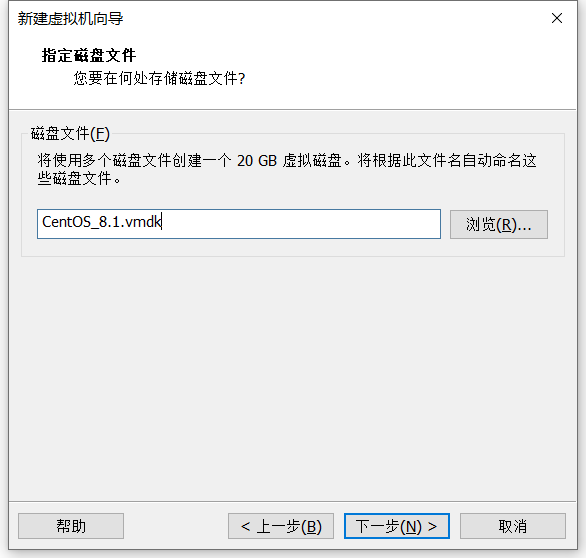 新建虚拟机向导
指定磁盘文件
您要在何处存储磁盘文件?
磁盘文件(F)
将使用多个磁盘文件创建一个 20 GB 虚拟磁盘。将根据此文件名自动命名这
些磁盘文件。
CentOS_8.1.vmdk
浏览(R)...
帮助
< 上一步(B)
下一步(N) >
取消